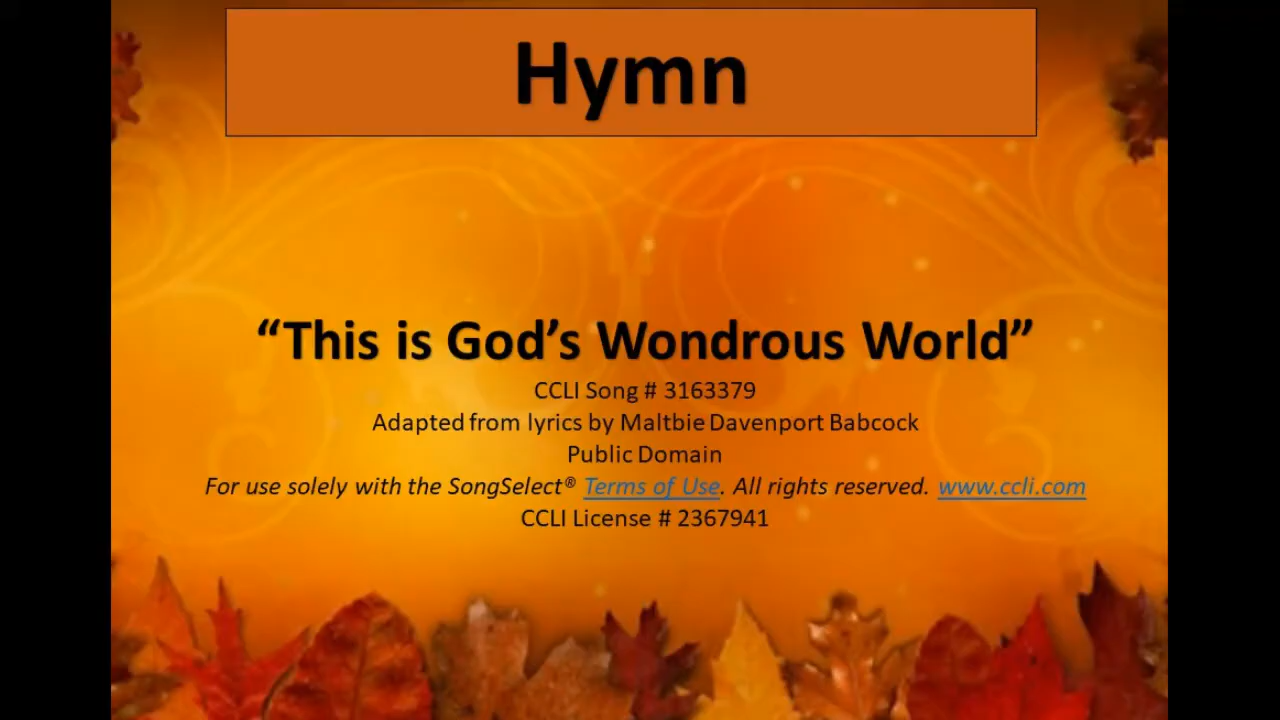 Hymn
“This is God’s Wondrous World”
CCLI Song # 3163379
Adapted from lyrics by Maltbie Davenport Babcock
Public Domain
For use solely with the SongSelect® Terms of Use. All rights reserved. www.ccli.com
CCLI License # 2367941